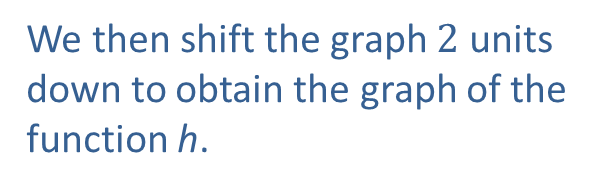 We then shift the graph 2 units
down to obtain the graph of the
function h.